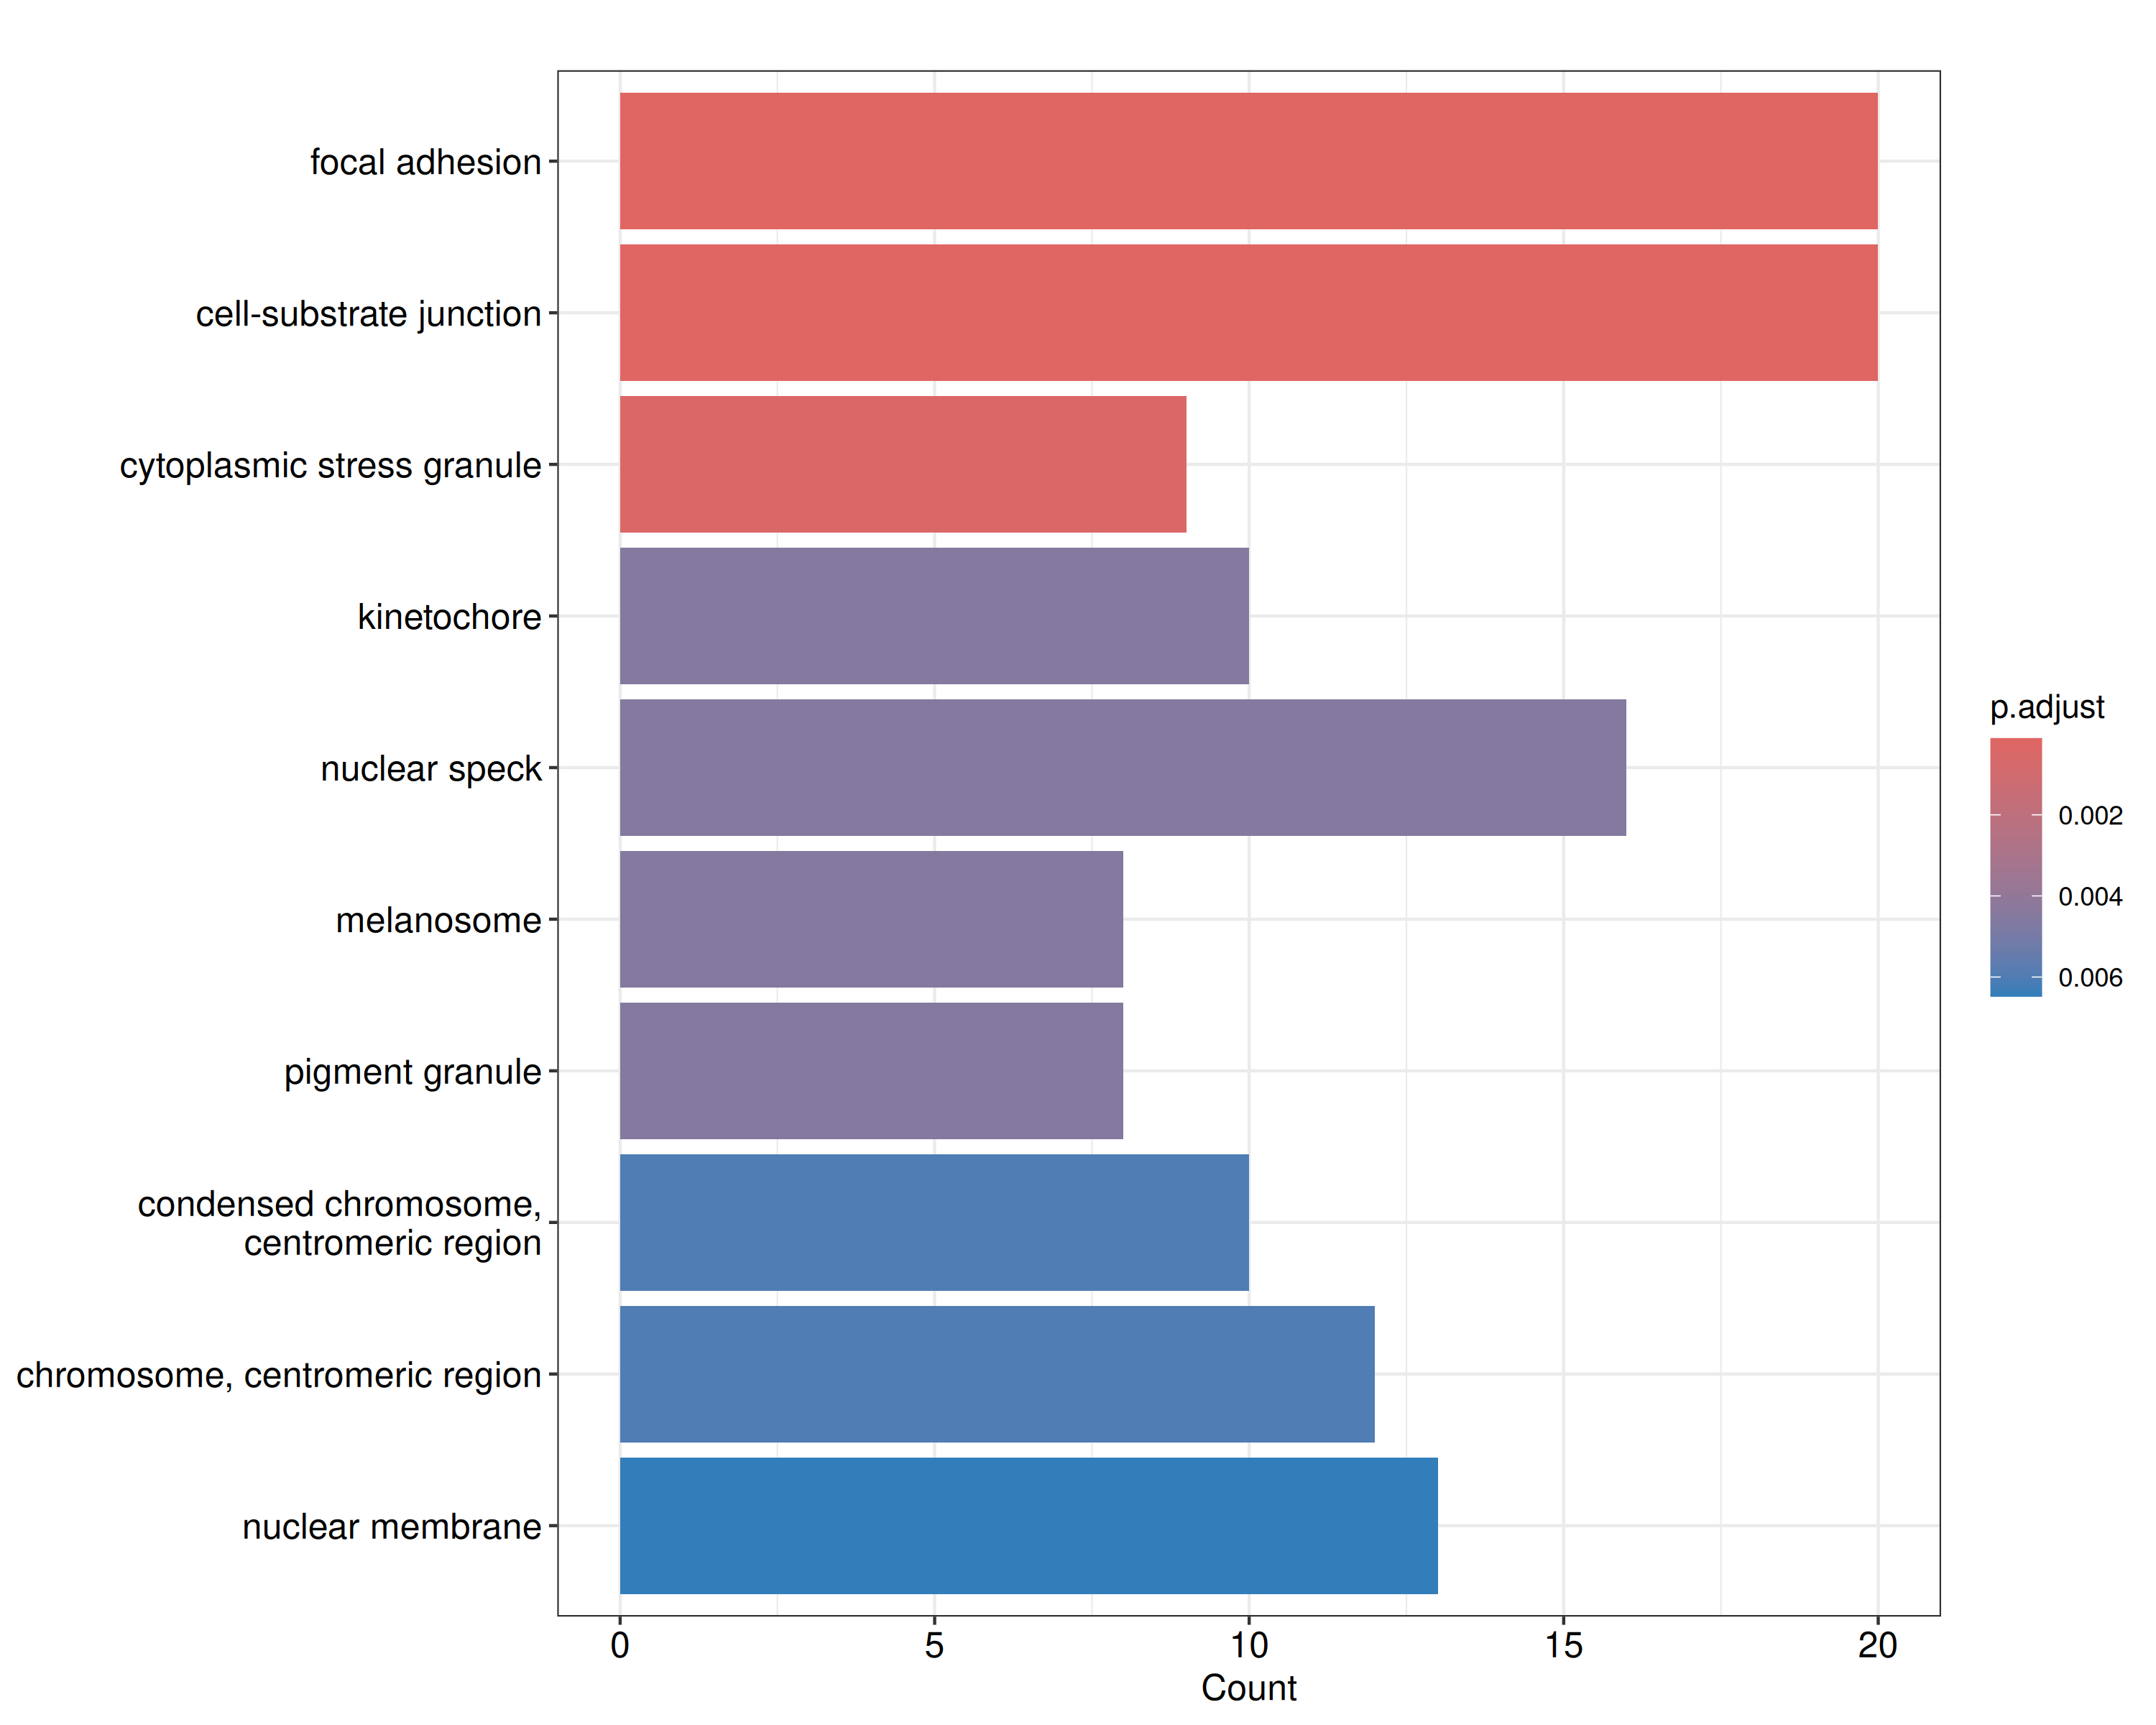 focal adhesion
cell-substrate junction
cytoplasmic stress granule
kinetochore
nuclear speck
melanosome
pigment granule
condensed chromosome,
centromeric region
chromosome, centromeric region
nuclear membrane
0 5 10 15 20
Count
p.adjust
0.002
0.004
0.006